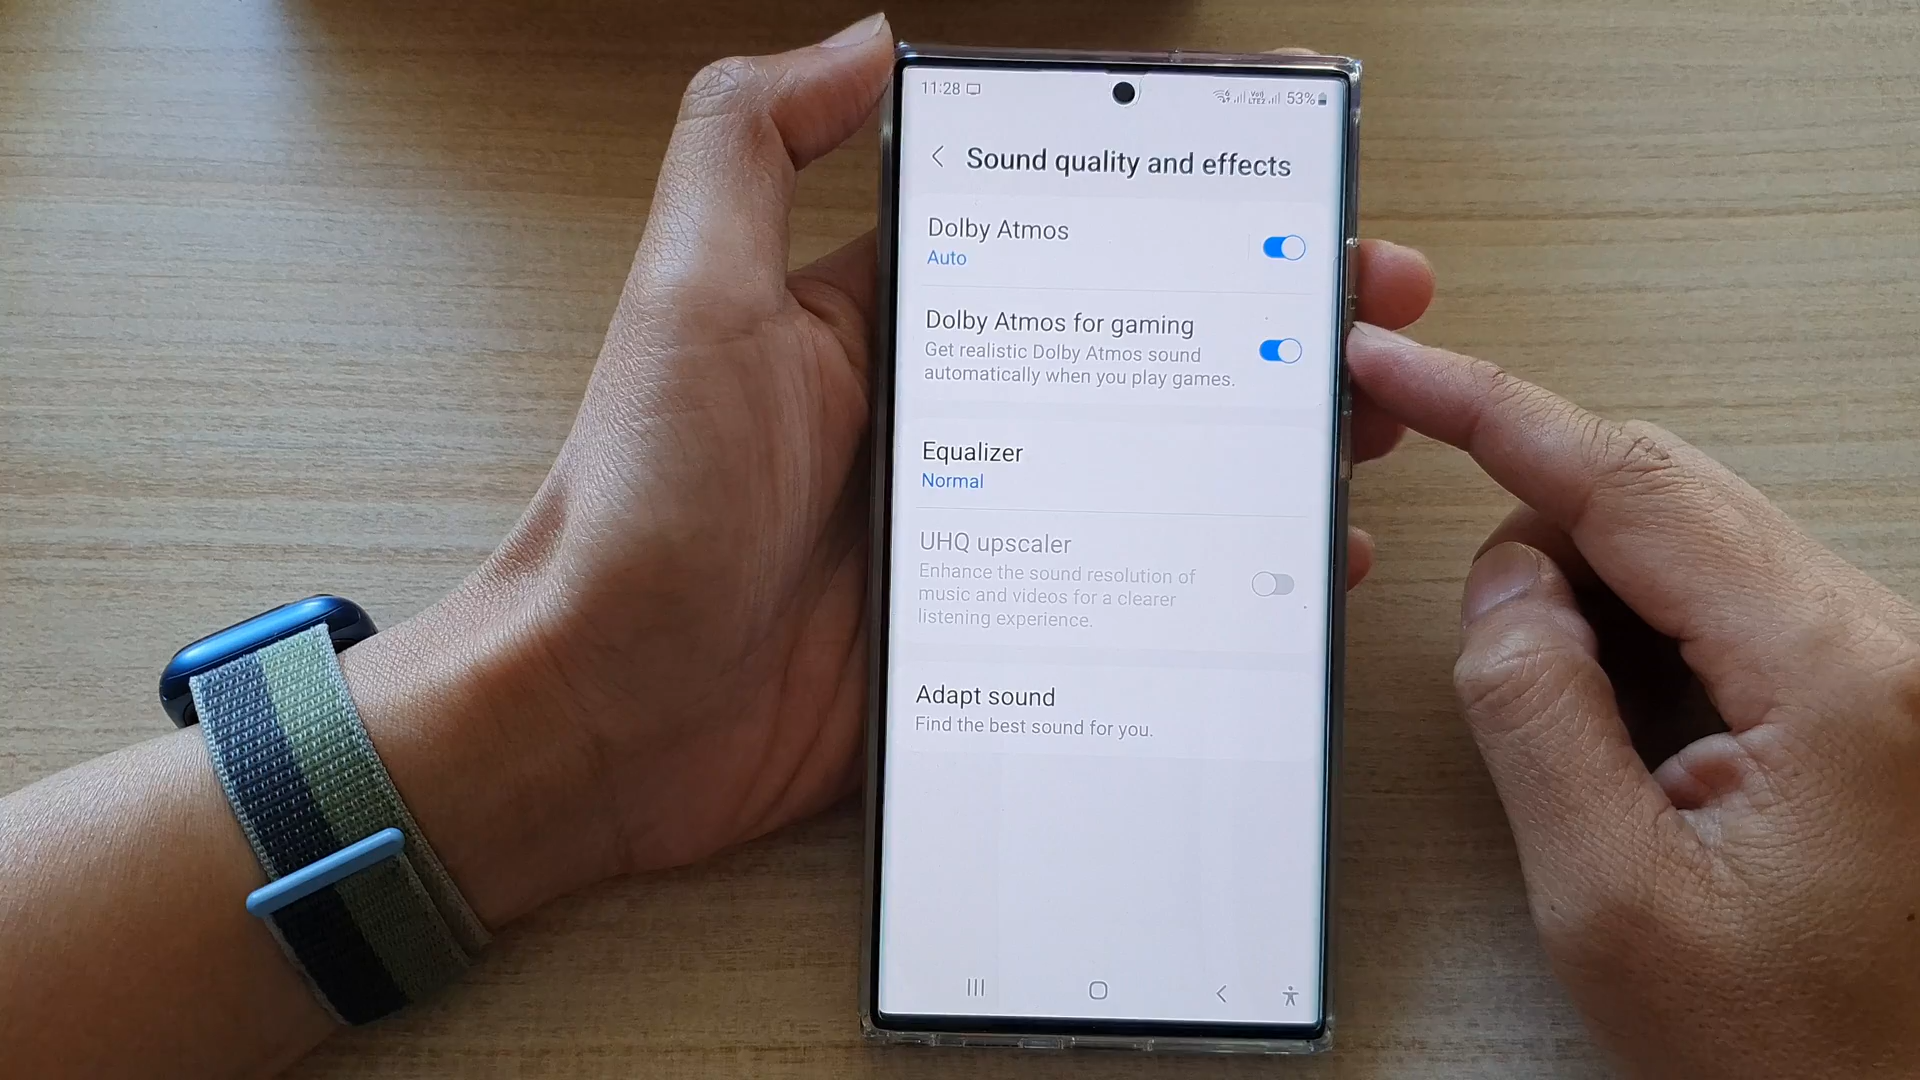 11:28
53%
Sound quality and effects
Dolby Atmos
Auto
Dolby Atmos for gaming
Get realistic Dolby Atmos sound
automatically when you play games.
Equalizer
Normal
UHQ upscaler
Enhance the sound resolution of
music and videos for a clearer
listening experience.
Adapt sound
Find the best sound for you.